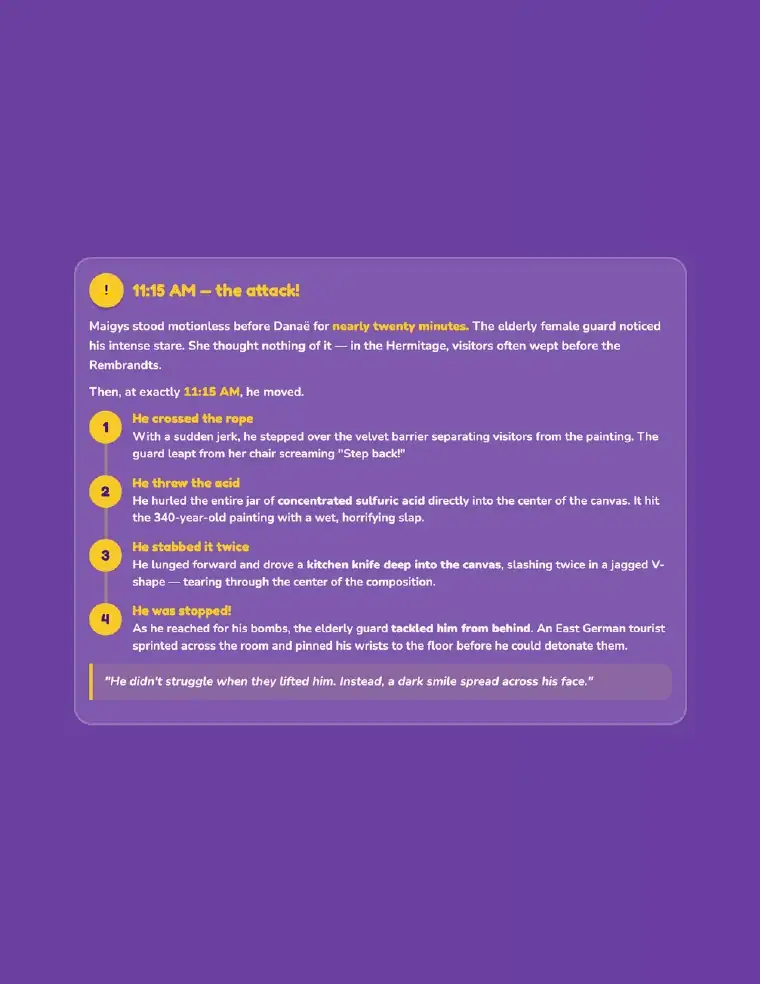 !
11:15 AM — the attack!
Maigys stood motionless before Danaë for nearly twenty minutes. The elderly female guard noticed
his intense stare. She thought nothing of it — in the Hermitage, visitors often wept before the
Rembrandts.
Then, at exactly 11:15 AM, he moved.
1
He crossed the rope
With a sudden jerk, he stepped over the velvet barrier separating visitors from the painting. The
guard leapt from her chair screaming "Step back!"
2
He threw the acid
He hurled the entire jar of concentrated sulfuric acid directly into the center of the canvas. It hit
the 340-year-old painting with a wet, horrifying slap.
3
He stabbed it twice
He lunged forward and drove a kitchen knife deep into the canvas, slashing twice in a jagged V-
shape — tearing through the center of the composition.
4
He was stopped!
As he reached for his bombs, the elderly guard tackled him from behind. An East German tourist
sprinted across the room and pinned his wrists to the floor before he could detonate them.
"He didn't struggle when they lifted him. Instead, a dark smile spread across his face."